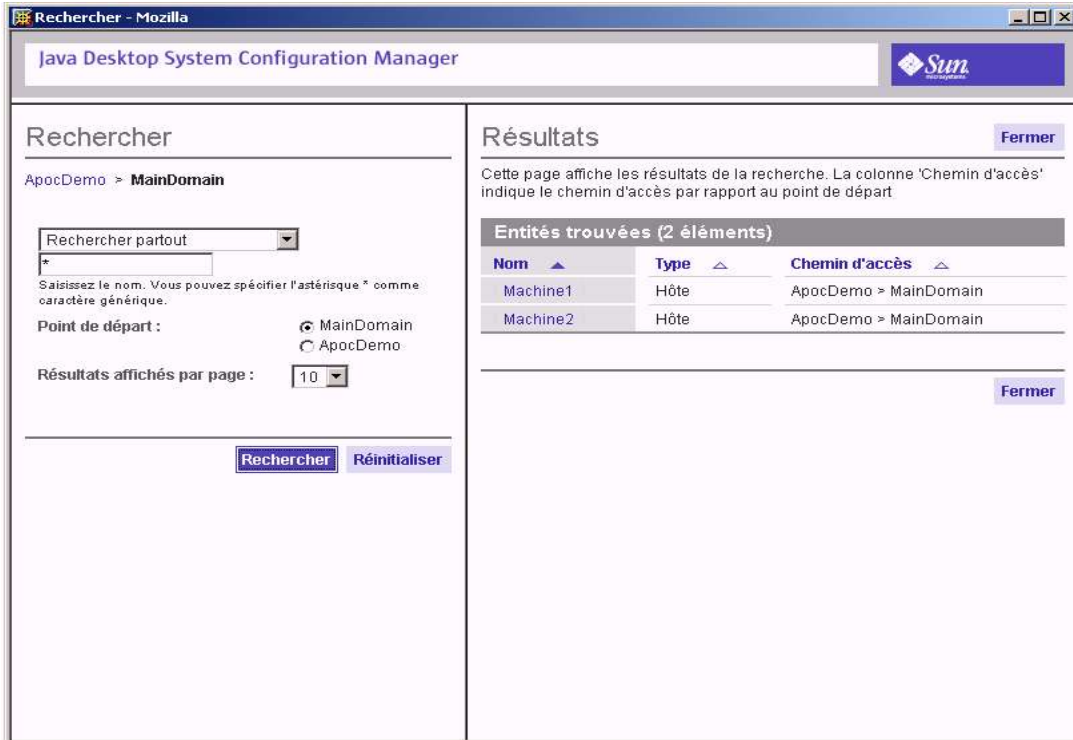 Rechercher - Mozilla
Java Desktop System Configuration Manager
Sun
microsystems
Rechercher
ApocDemo > MainDomain
Rechercher partout
*
Saisissez le nom. Vous pouvez spécifier l'astérisque * comme
caractère générique.
Point de départ :
MainDomain
ApocDemo
Résultats affichés par page :
10
Rechercher Réinitialiser
Résultats
Fermer
Cette page affiche les résultats de la recherche. La colonne 'Chemin d'accès'
indique le chemin d'accès par rapport au point de départ
Entités trouvées (2 éléments)
Nom Type Chemin d'accès
Machine1 Hôte ApocDemo > MainDomain
Machine2 Hôte ApocDemo > MainDomain
Fermer